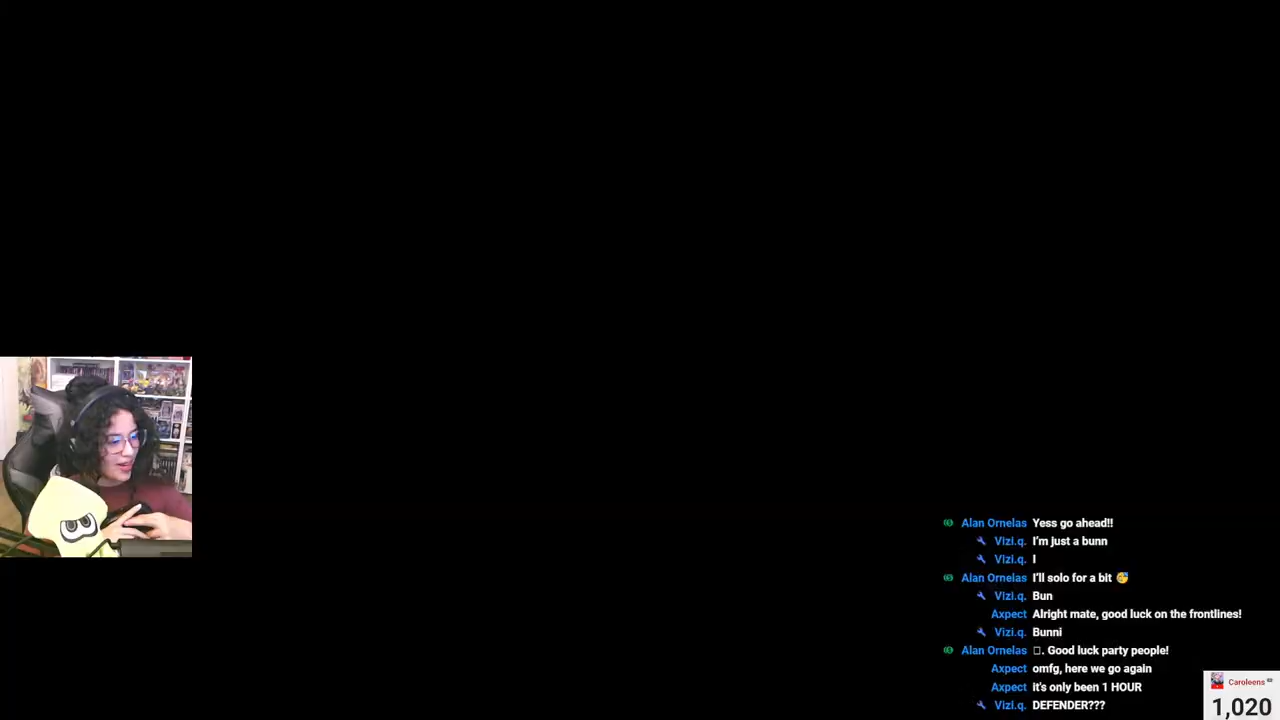 Alan Ornelas Yess go ahead!!
Vizi.q. I'm just a bunn
Vizi.q. I
Alan Ornelas I'll solo for a bit 😴
Vizi.q. Bun
Axpect Alright mate, good luck on the frontlines!
Vizi.q. Bunni
Alan Ornelas . Good luck party people!
Axpect omfg, here we go again
Axpect it's only been 1 HOUR
Vizi.q. DEFENDER???
Caroleens
1,020